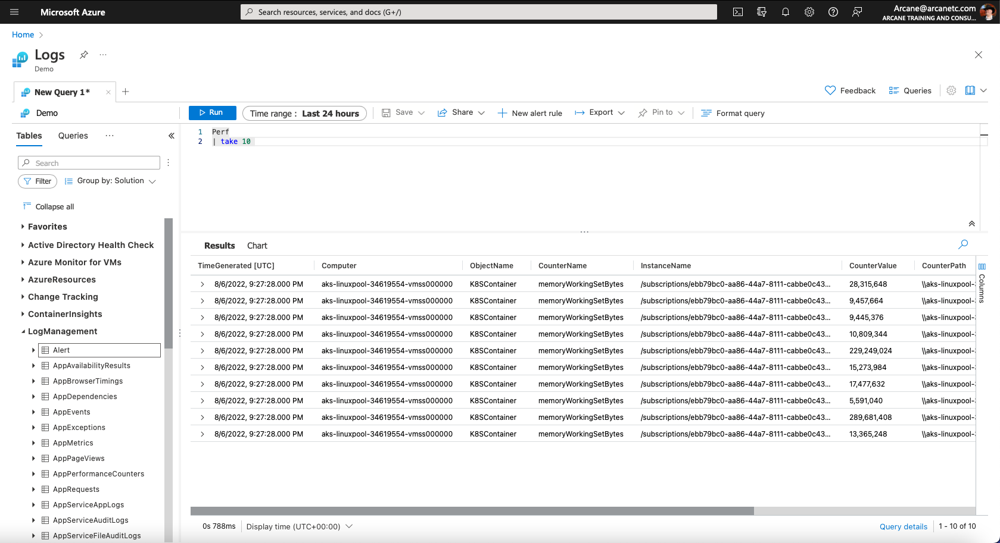 Microsoft Azure
Search resources, services, and docs (G+/)
Arcane@arcanetc.com
ARCANE TRAINING AND CONSU...
Home
Logs
Demo
New Query 1*
Feedback
Queries
Demo
Run
Time range : Last 24 hours
Save
Share
New alert rule
Export
Pin to
Format query
Tables
Queries
1 Perf
2 | take 10
Search
Filter
Group by: Solution
Collapse all
Favorites
Active Directory Health Check
Azure Monitor for VMs
AzureResources
Change Tracking
ContainerInsights
LogManagement
Alert
AppAvailabilityResults
AppBrowserTimings
AppDependencies
AppEvents
AppExceptions
AppMetrics
AppPageViews
AppPerformanceCounters
AppRequests
AppServiceAppLogs
AppServiceAuditLogs
AppServiceFileAuditLogs
Results Chart
TimeGenerated [UTC] Computer ObjectName CounterName InstanceName CounterValue CounterPath
8/6/2022, 9:27:28.000 PM aks-linuxpool-34619554-vmss000000 K8SContainer memoryWorkingSetBytes /subscriptions/ebb79bc0-aa86-44a7-8111-cabbe0c43... 28,315,648 \\aks-linuxpool-
8/6/2022, 9:27:28.000 PM aks-linuxpool-34619554-vmss000000 K8SContainer memoryWorkingSetBytes /subscriptions/ebb79bc0-aa86-44a7-8111-cabbe0c43... 9,457,664 \\aks-linuxpool-
8/6/2022, 9:27:28.000 PM aks-linuxpool-34619554-vmss000000 K8SContainer memoryWorkingSetBytes /subscriptions/ebb79bc0-aa86-44a7-8111-cabbe0c43... 9,445,376 \\aks-linuxpool-
8/6/2022, 9:27:28.000 PM aks-linuxpool-34619554-vmss000000 K8SContainer memoryWorkingSetBytes /subscriptions/ebb79bc0-aa86-44a7-8111-cabbe0c43... 10,809,344 \\aks-linuxpool-
8/6/2022, 9:27:28.000 PM aks-linuxpool-34619554-vmss000000 K8SContainer memoryWorkingSetBytes /subscriptions/ebb79bc0-aa86-44a7-8111-cabbe0c43... 229,249,024 \\aks-linuxpool-
8/6/2022, 9:27:28.000 PM aks-linuxpool-34619554-vmss000000 K8SContainer memoryWorkingSetBytes /subscriptions/ebb79bc0-aa86-44a7-8111-cabbe0c43... 15,273,984 \\aks-linuxpool-
8/6/2022, 9:27:28.000 PM aks-linuxpool-34619554-vmss000000 K8SContainer memoryWorkingSetBytes /subscriptions/ebb79bc0-aa86-44a7-8111-cabbe0c43... 17,477,632 \\aks-linuxpool-
8/6/2022, 9:27:28.000 PM aks-linuxpool-34619554-vmss000000 K8SContainer memoryWorkingSetBytes /subscriptions/ebb79bc0-aa86-44a7-8111-cabbe0c43... 5,591,040 \\aks-linuxpool-
8/6/2022, 9:27:28.000 PM aks-linuxpool-34619554-vmss000000 K8SContainer memoryWorkingSetBytes /subscriptions/ebb79bc0-aa86-44a7-8111-cabbe0c43... 289,681,408 \\aks-linuxpool-
8/6/2022, 9:27:28.000 PM aks-linuxpool-34619554-vmss000000 K8SContainer memoryWorkingSetBytes /subscriptions/ebb79bc0-aa86-44a7-8111-cabbe0c43... 13,365,248 \\aks-linuxpool-
Columns
0s 788ms
Display time (UTC+00:00)
Query details
1 - 10 of 10